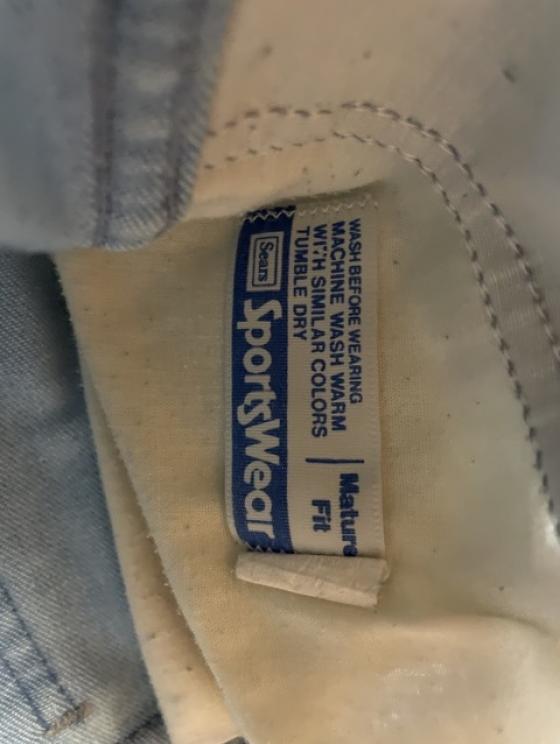 Sears
SportsWear
WASH BEFORE WEARING
MACHINE WASH WARM
WITH SIMILAR COLORS
TUMBLE DRY
Mature
Fit